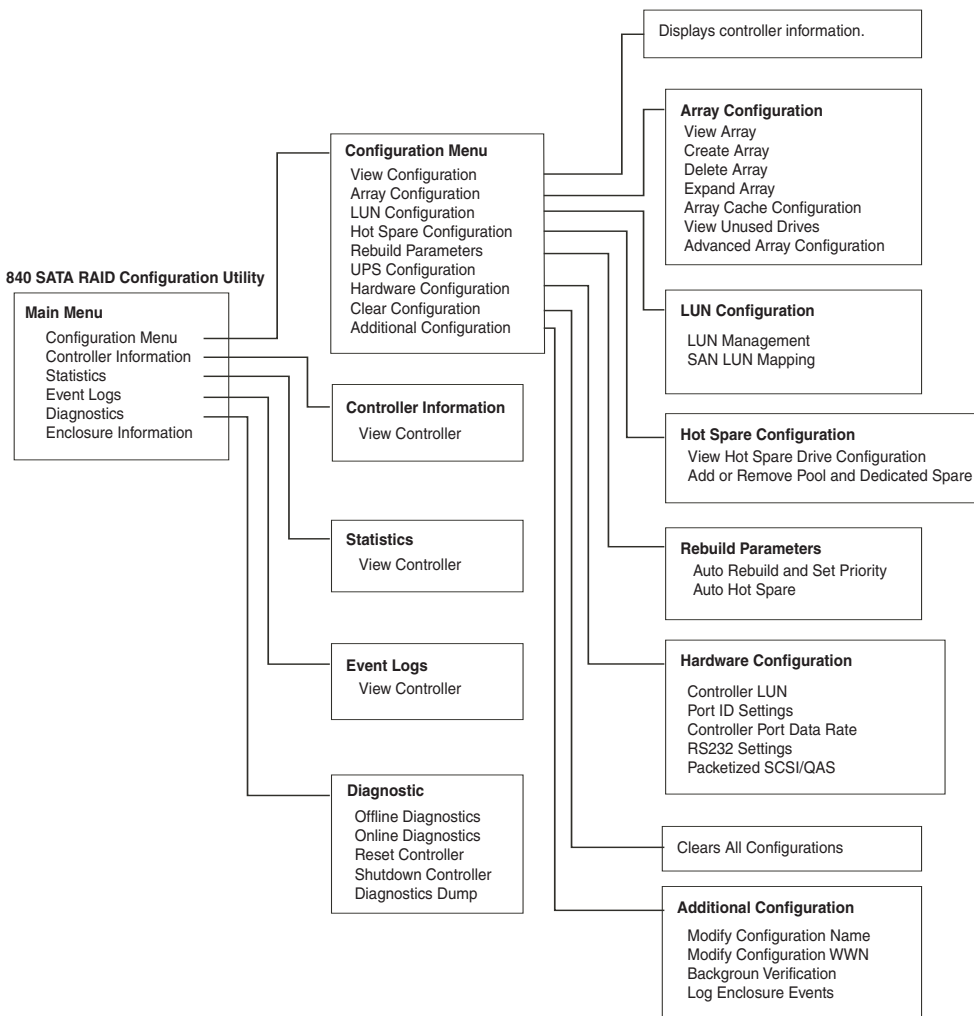 840 SATA RAID Configuration Utility
Main Menu
Configuration Menu
Controller Information
Statistics
Event Logs
Diagnostics
Enclosure Information
Configuration Menu
View Configuration
Array Configuration
LUN Configuration
Hot Spare Configuration
Rebuild Parameters
UPS Configuration
Hardware Configuration
Clear Configuration
Additional Configuration
Controller Information
View Controller
Statistics
View Controller
Event Logs
View Controller
Diagnostic
Offline Diagnostics
Online Diagnostics
Reset Controller
Shutdown Controller
Diagnostics Dump
Displays controller information.
Array Configuration
View Array
Create Array
Delete Array
Expand Array
Array Cache Configuration
View Unused Drives
Advanced Array Configuration
LUN Configuration
LUN Management
SAN LUN Mapping
Hot Spare Configuration
View Hot Spare Drive Configuration
Add or Remove Pool and Dedicated Spare
Rebuild Parameters
Auto Rebuild and Set Priority
Auto Hot Spare
Hardware Configuration
Controller LUN
Port ID Settings
Controller Port Data Rate
RS232 Settings
Packetized SCSI/QAS
Clears All Configurations
Additional Configuration
Modify Configuration Name
Modify Configuration WWN
Backgroun Verification
Log Enclosure Events